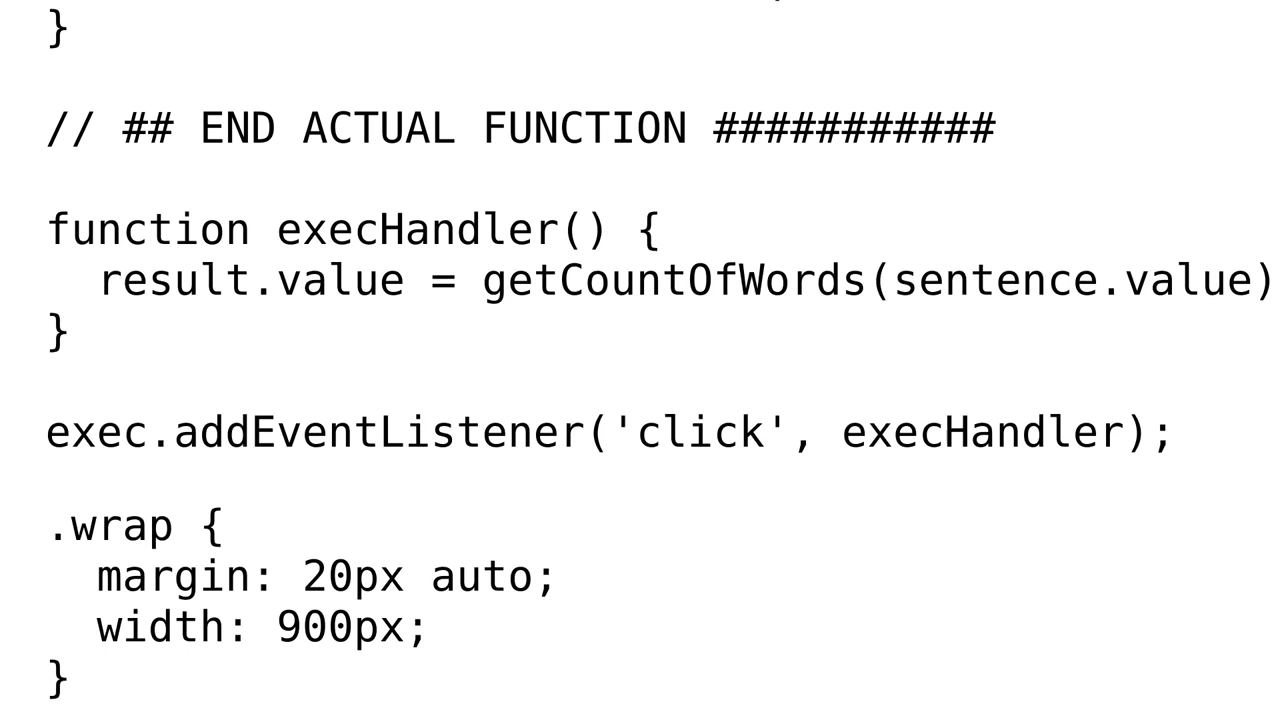 }

// ## END ACTUAL FUNCTION ###########

function execHandler() {
  result.value = getCountOfWords(sentence.value)
}

exec.addEventListener('click', execHandler);

.wrap {
  margin: 20px auto;
  width: 900px;
}